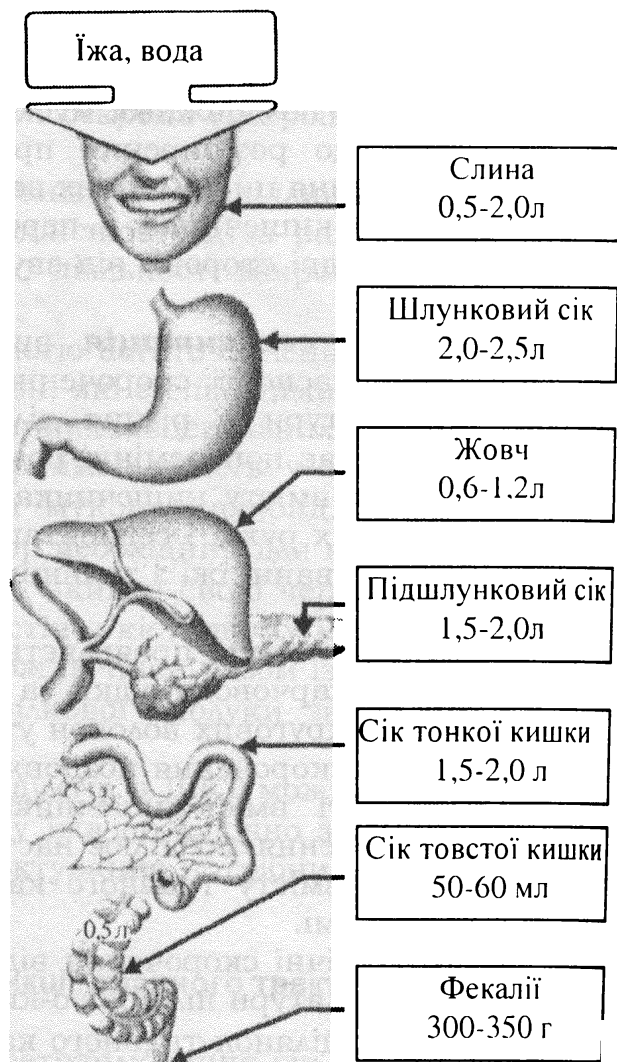 Їжа, вода
Слина
0,5-2,0л
Шлунковий сік
2,0-2,5л
Жовч
0,6-1,2л
Підшлунковий сік
1,5-2,0л
Сік тонкої кишки
1,5-2,0 л
Сік товстої кишки
50-60 мл
0,5л
Фекалії
300-350 г